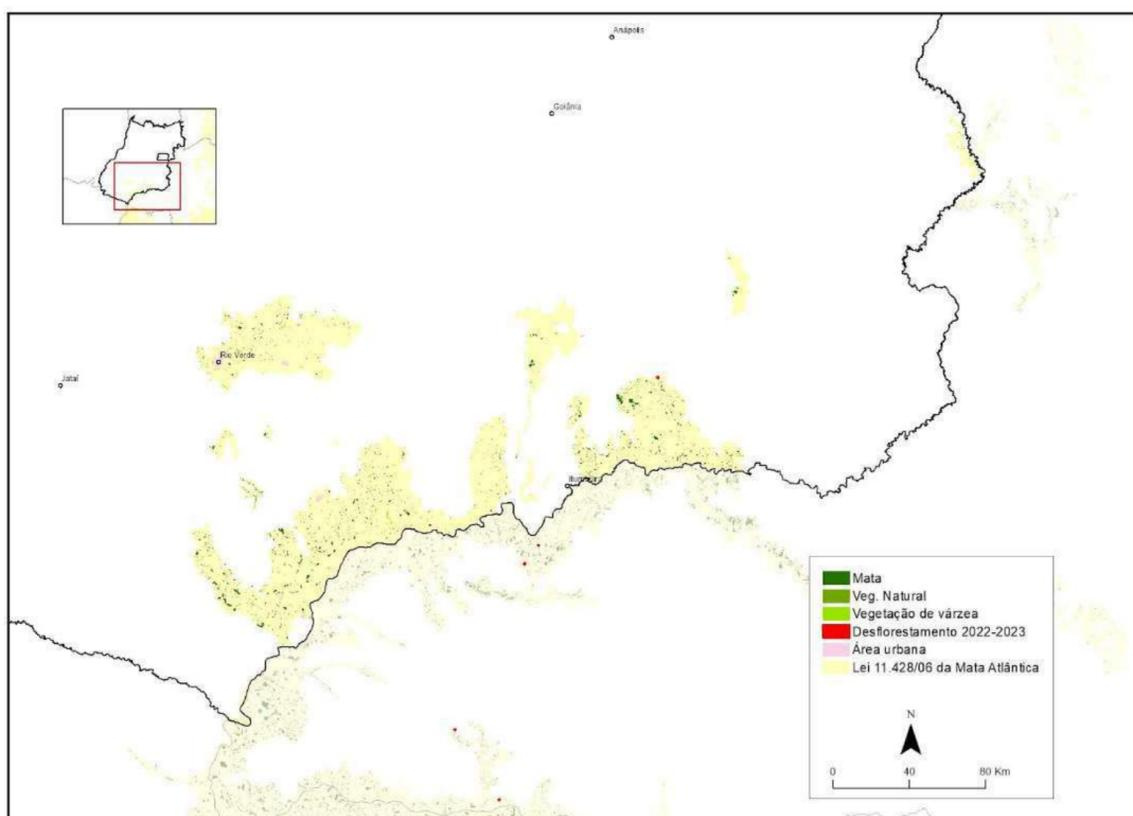 Anápolis
Goiânia
Rio Verde
Jataí
Itumbiara
Mata
Veg. Natural
Vegetação de várzea
Desflorestamento 2022-2023
Área urbana
Lei 11.428/06 da Mata Atlântica
N
0 40 80 Km